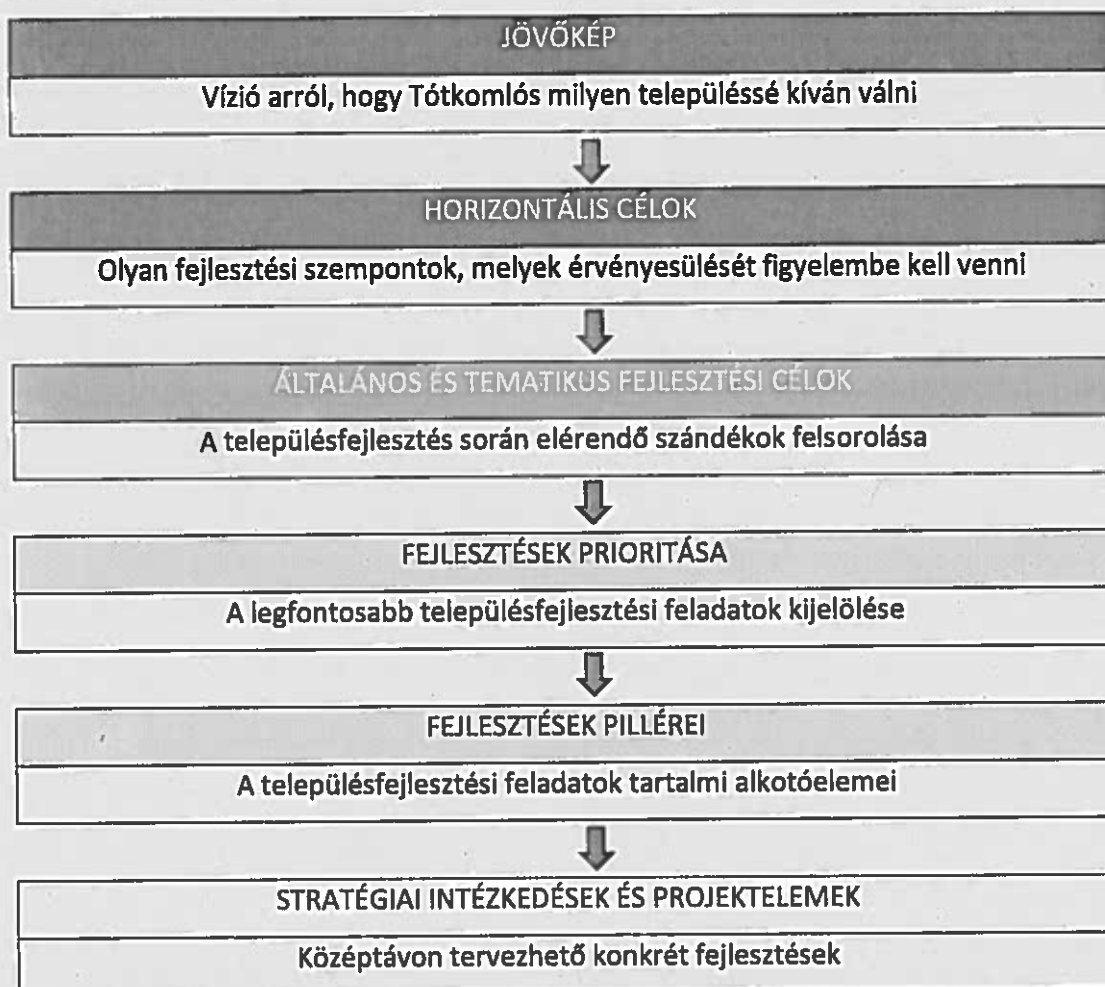 JÖVŐKÉP
Vízió arról, hogy Tótkomlós milyen településsé kíván válni
HORIZONTÁLIS CÉLOK
Olyan fejlesztési szempontok, melyek érvényesülését figyelembe kell venni
ÁLTALÁNOS ÉS TEMATIKUS FEJLESZTÉSI CÉLOK
A településfejlesztés során elérendő szándékok felsorolása
FEJLESZTÉSEK PRIORITÁSA
A legfontosabb településfejlesztési feladatok kijelölése
FEJLESZTÉSEK PILLÉREI
A településfejlesztési feladatok tartalmi alkotóelemei
STRATÉGIAI INTÉZKEDÉSEK ÉS PROJEKTELEMEK
Középtávon tervezhető konkrét fejlesztések